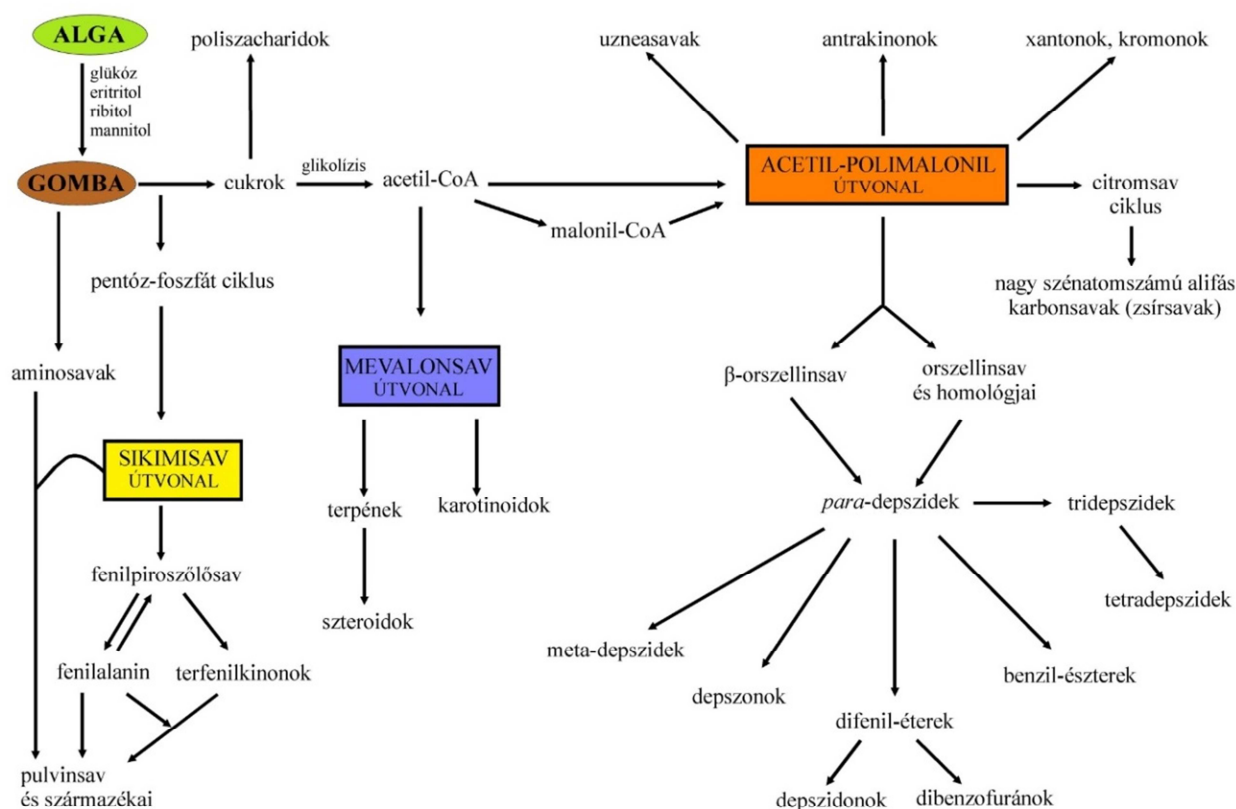 ALGA
poliszacharidok
uzneasavak
antrakinonok
xantonok, kromonok
glükóz
eritritol
ribitol
mannitol
GOMBA
cukrok
glikolízis
acetil-CoA
malonil-CoA
ACETIL-POLIMALONIL
ÚTVONAL
citromsav
ciklus
nagy szénatomszámú alifás
karbonsavak (zsírsavak)
pentóz-foszfát ciklus
aminosavak
MEVALONSAV
ÚTVONAL
β-orszellinsav
orszellinsav
és homológjai
SIKIMISAV
ÚTVONAL
terpének
karotinoidok
para-depszidek
tridepszidek
tetradepszidek
fenilpiroszőlősav
szteroidok
fenilalanin
terfenilkinonok
meta-depszidek
depszonok
difenil-éterek
benzil-észterek
pulvinsav
és származékai
depszidonok
dibenzofuránok